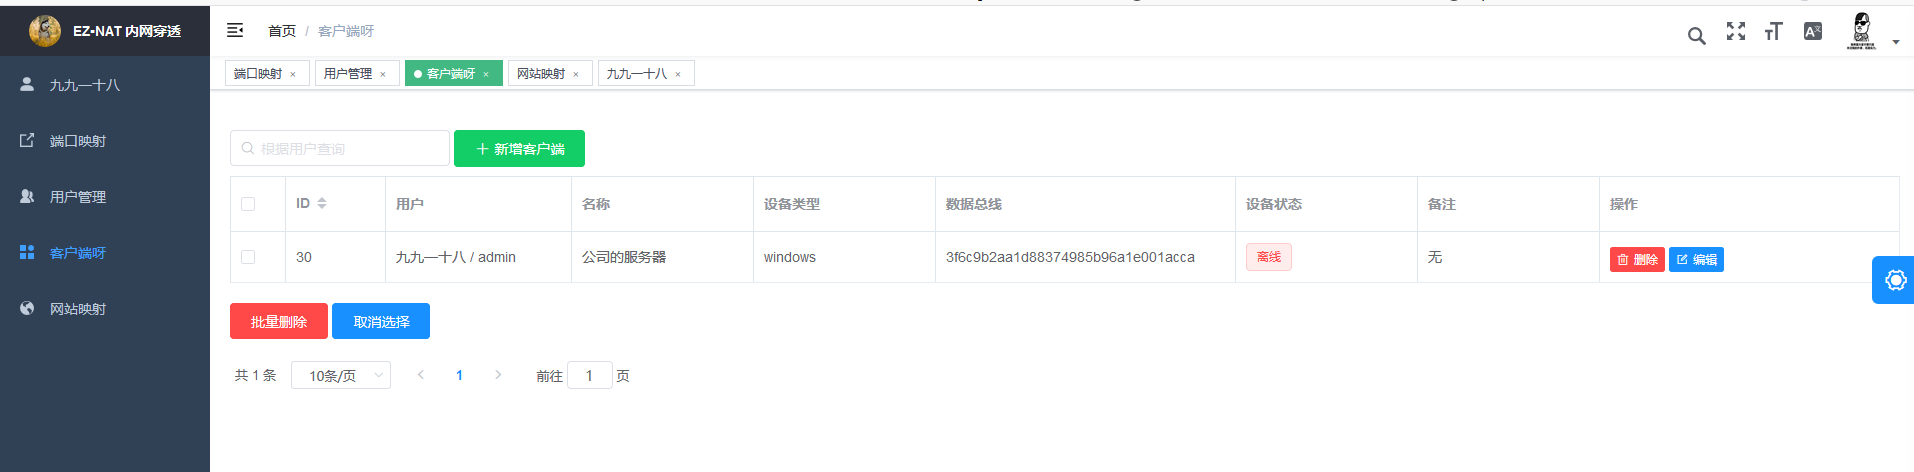 EZ-NAT 内网穿透
首页 / 客户端呀
端口映射 × 用户管理 × 客户端呀 × 网站映射 × 九九—十八 ×
九九—十八
端口映射
用户管理
客户端呀
网站映射
根据用户查询 新增客户端
ID 用户 名称 设备类型 数据总线 设备状态 备注 操作
30 九九—十八 / admin 公司的服务器 windows 3f6c9b2aa1d88374985b96a1e001acca 离线 无 删除 编辑
批量删除 取消选择
共 1 条 10条/页 1 前往 1 页